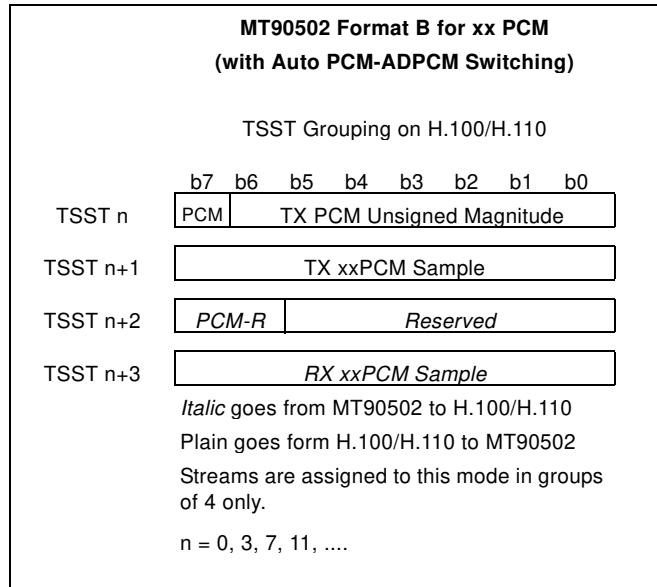 MT90502 Format B for xx PCM
(with Auto PCM-ADPCM Switching)
TSST Grouping on H.100/H.110
b7 b6 b5 b4 b3 b2 b1 b0
TSST n PCM TX PCM Unsigned Magnitude
TSST n+1 TX xxPCM Sample
TSST n+2 PCM-R Reserved
TSST n+3 RX xxPCM Sample
Italic goes from MT90502 to H.100/H.110
Plain goes form H.100/H.110 to MT90502
Streams are assigned to this mode in groups
of 4 only.
n = 0, 3, 7, 11, ....